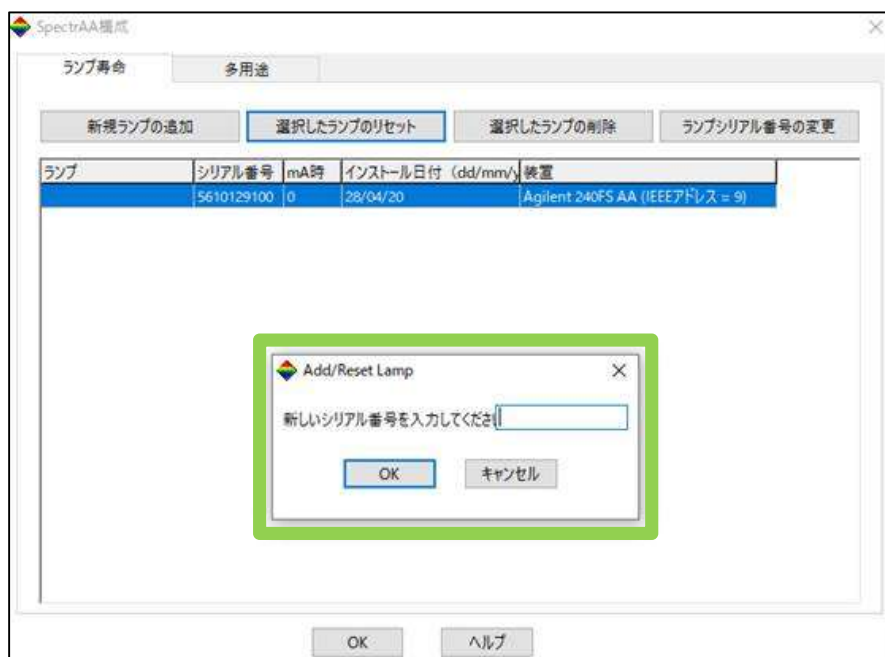 SpectrAA構成
ランプ寿命 多用途
新規ランプの追加 選択したランプのリセット 選択したランプの削除 ランプシリアル番号の変更
ランプ シリアル番号 mA時 インストール日付 (dd/mm/y 装置
5610129100 0 28/04/20 Agilent 240FS AA (IEEEアドレス = 9)
Add/Reset Lamp
新しいシリアル番号を入力してくださ
OK キャンセル
OK ヘルプ